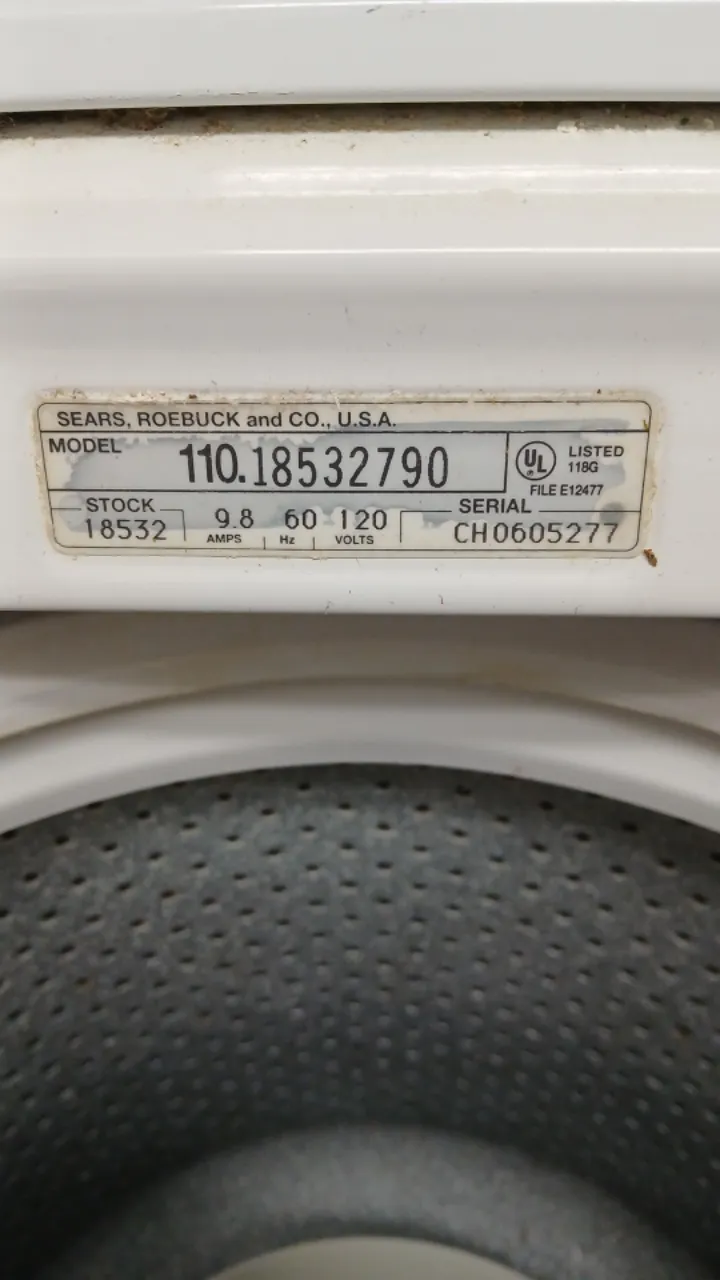 SEARS, ROEBUCK and CO., U.S.A.
MODEL 110.18532790 UL LISTED
118G
FILE E12477
STOCK 9.8 60 120 SERIAL
18532 AMPS Hz VOLTS CH0605277